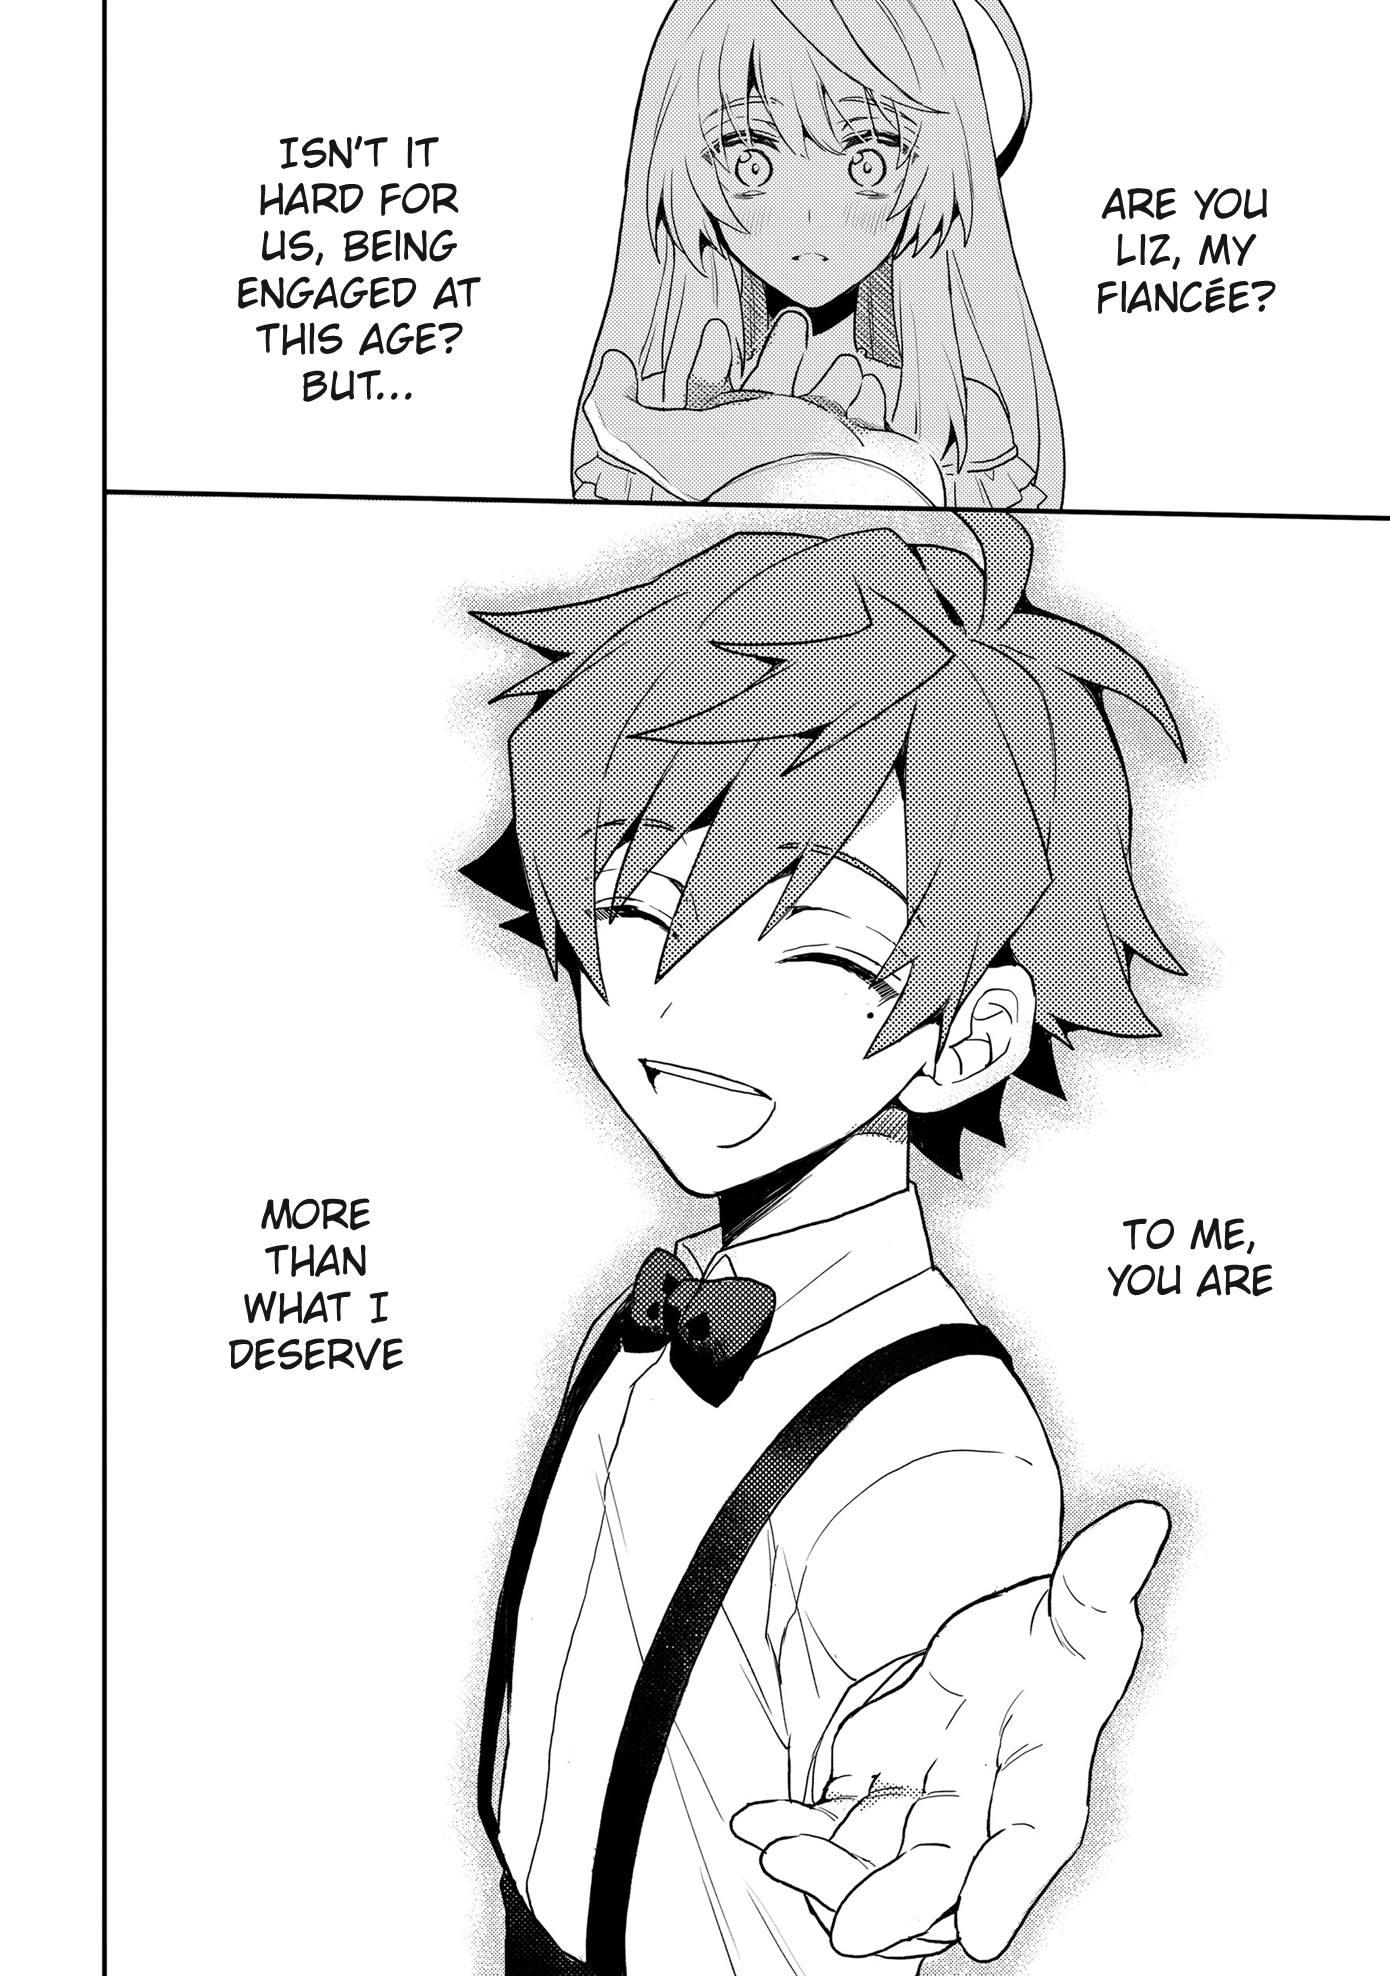 ARE YOU
LIZ, MY
FIANCÉE?
ISN'T IT
HARD FOR
US, BEING
ENGAGED AT
THIS AGE?
BUT...
TO ME,
YOU ARE
MORE
THAN
WHAT I
DESERVE